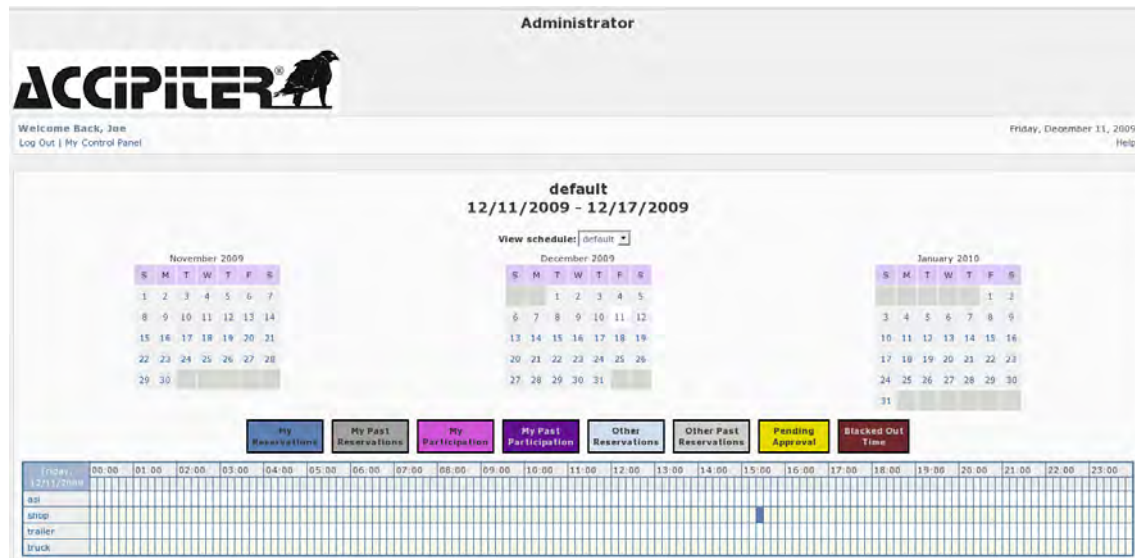 Administrator
ACCiPiTER®
Welcome Back, Joe
Log Out | My Control Panel
Friday, December 11, 2009
Help
default
12/11/2009 - 12/17/2009
View schedule: default
November 2009
S M T W T F S
1 2 3 4 5 6 7
8 9 10 11 12 13 14
15 16 17 18 19 20 21
22 23 24 25 26 27 28
29 30
December 2009
S M T W T F S
1 2 3 4 5
6 7 8 9 10 11 12
13 14 15 16 17 18 19
20 21 22 23 24 25 26
27 28 29 30 31
January 2010
S M T W T F S
1 2
3 4 5 6 7 8 9
10 11 12 13 14 15 16
17 18 19 20 21 22 23
24 25 26 27 28 29 30
31
My
Reservations
My Past
Reservations
My
Participation
My Past
Participation
Other
Reservations
Other Past
Reservations
Pending
Approval
Blacked Out
Time
Friday,
12/11/2009
00:00 01:00 02:00 03:00 04:00 05:00 06:00 07:00 08:00 09:00 10:00 11:00 12:00 13:00 14:00 15:00 16:00 17:00 18:00 19:00 20:00 21:00 22:00 23:00
shop
trailer
truck